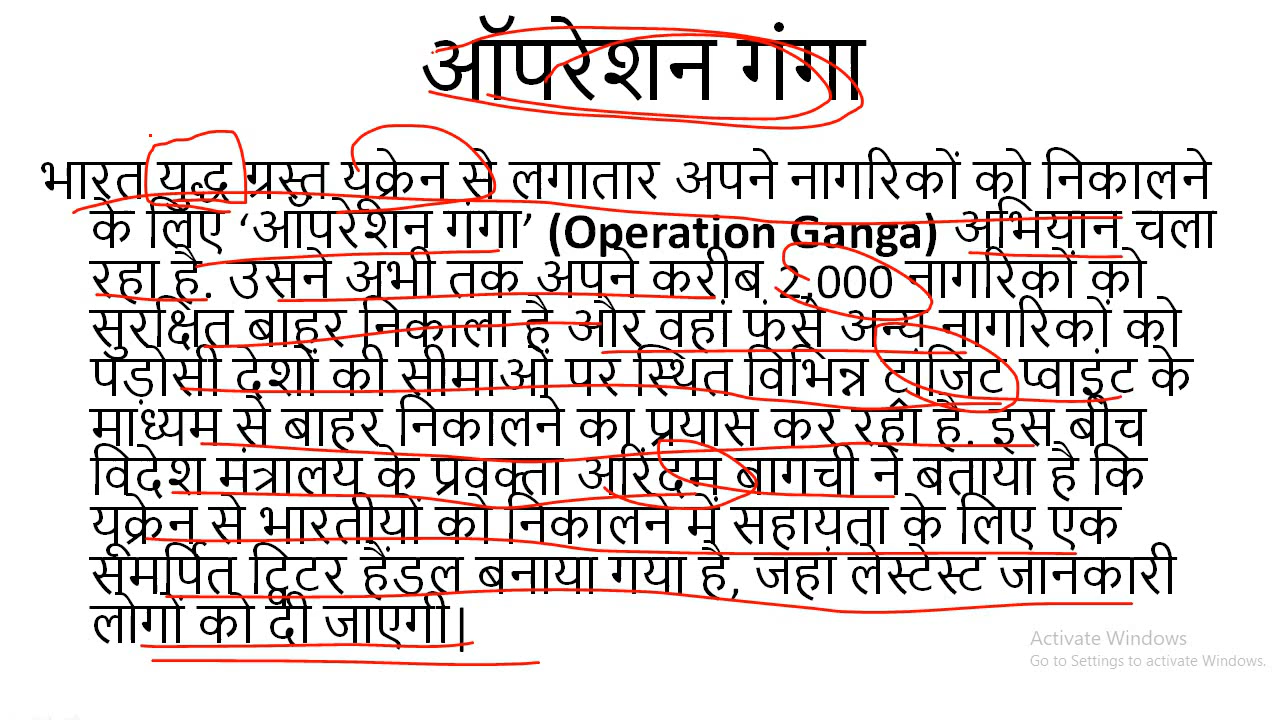 ऑपरेशन गंगा
भारत युद्ध ग्रस्त यूक्रेन से लगातार अपने नागरिकों को निकालने
के लिए ‘ऑपरेशन गंगा’ (Operation Ganga) अभियान चला
रहा है. उसने अभी तक अपने करीब 2,000 नागरिकों को
सुरक्षित बाहर निकाला है और वहां फंसे अन्य नागरिकों को
पड़ोसी देशों की सीमाओं पर स्थित विभिन्न ट्रांजिट प्वाइंट के
माध्यम से बाहर निकालने का प्रयास कर रही है. इस बीच
विदेश मंत्रालय के प्रवक्ता अरिंदम बागची ने बताया है कि
यूक्रेन से भारतीयों को निकालने में सहायता के लिए एक
समर्पित ट्विटर हैंडल बनाया गया है, जहां लेस्टेस्ट जानकारी
लोगों को दी जाएगी|
Activate Windows
Go to Settings to activate Windows.